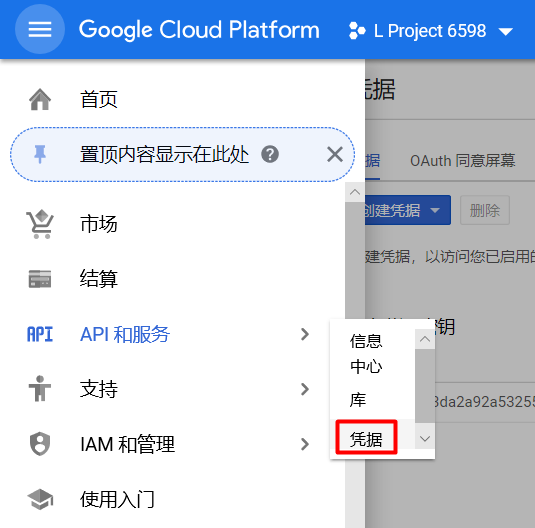 Google Cloud Platform
L Project 6598
首页
置顶内容显示在此处
市场
结算
API 和服务
支持
IAM 和管理
使用入门
信息
中心
库
凭据
凭据
据
OAuth 同意屏幕
创建凭据
删除
建凭据，以访问您已启用的
钥
3da2a92a5325